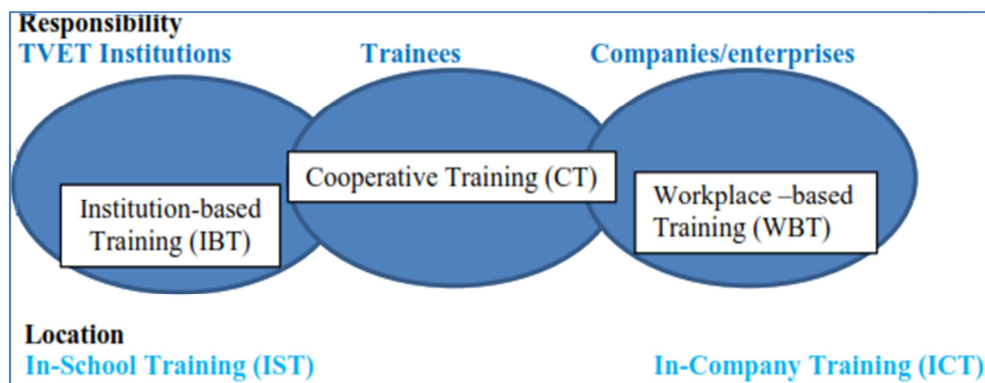 Responsibility
TVET Institutions Trainees Companies/enterprises
Cooperative Training (CT)
Institution-based
Training (IBT)
Workplace –based
Training (WBT)
Location
In-School Training (IST) In-Company Training (ICT)